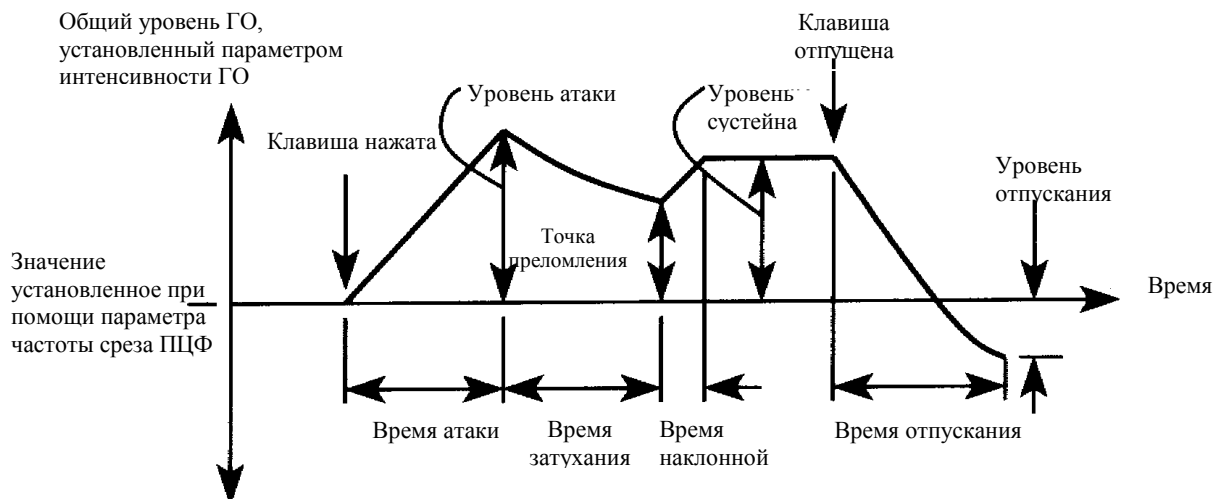 Общий уровень ГО,
установленный параметром
интенсивности ГО
Клавиша
отпущена
Уровень атаки
Уровень
сустейна
Клавиша нажата
Уровень
отпускания
Точка
преломления
Значение
установленное при
помощи параметра
частоты среза ПЦФ
Время
Время атаки
Время
затухания
Время
наклонной
Время отпускания